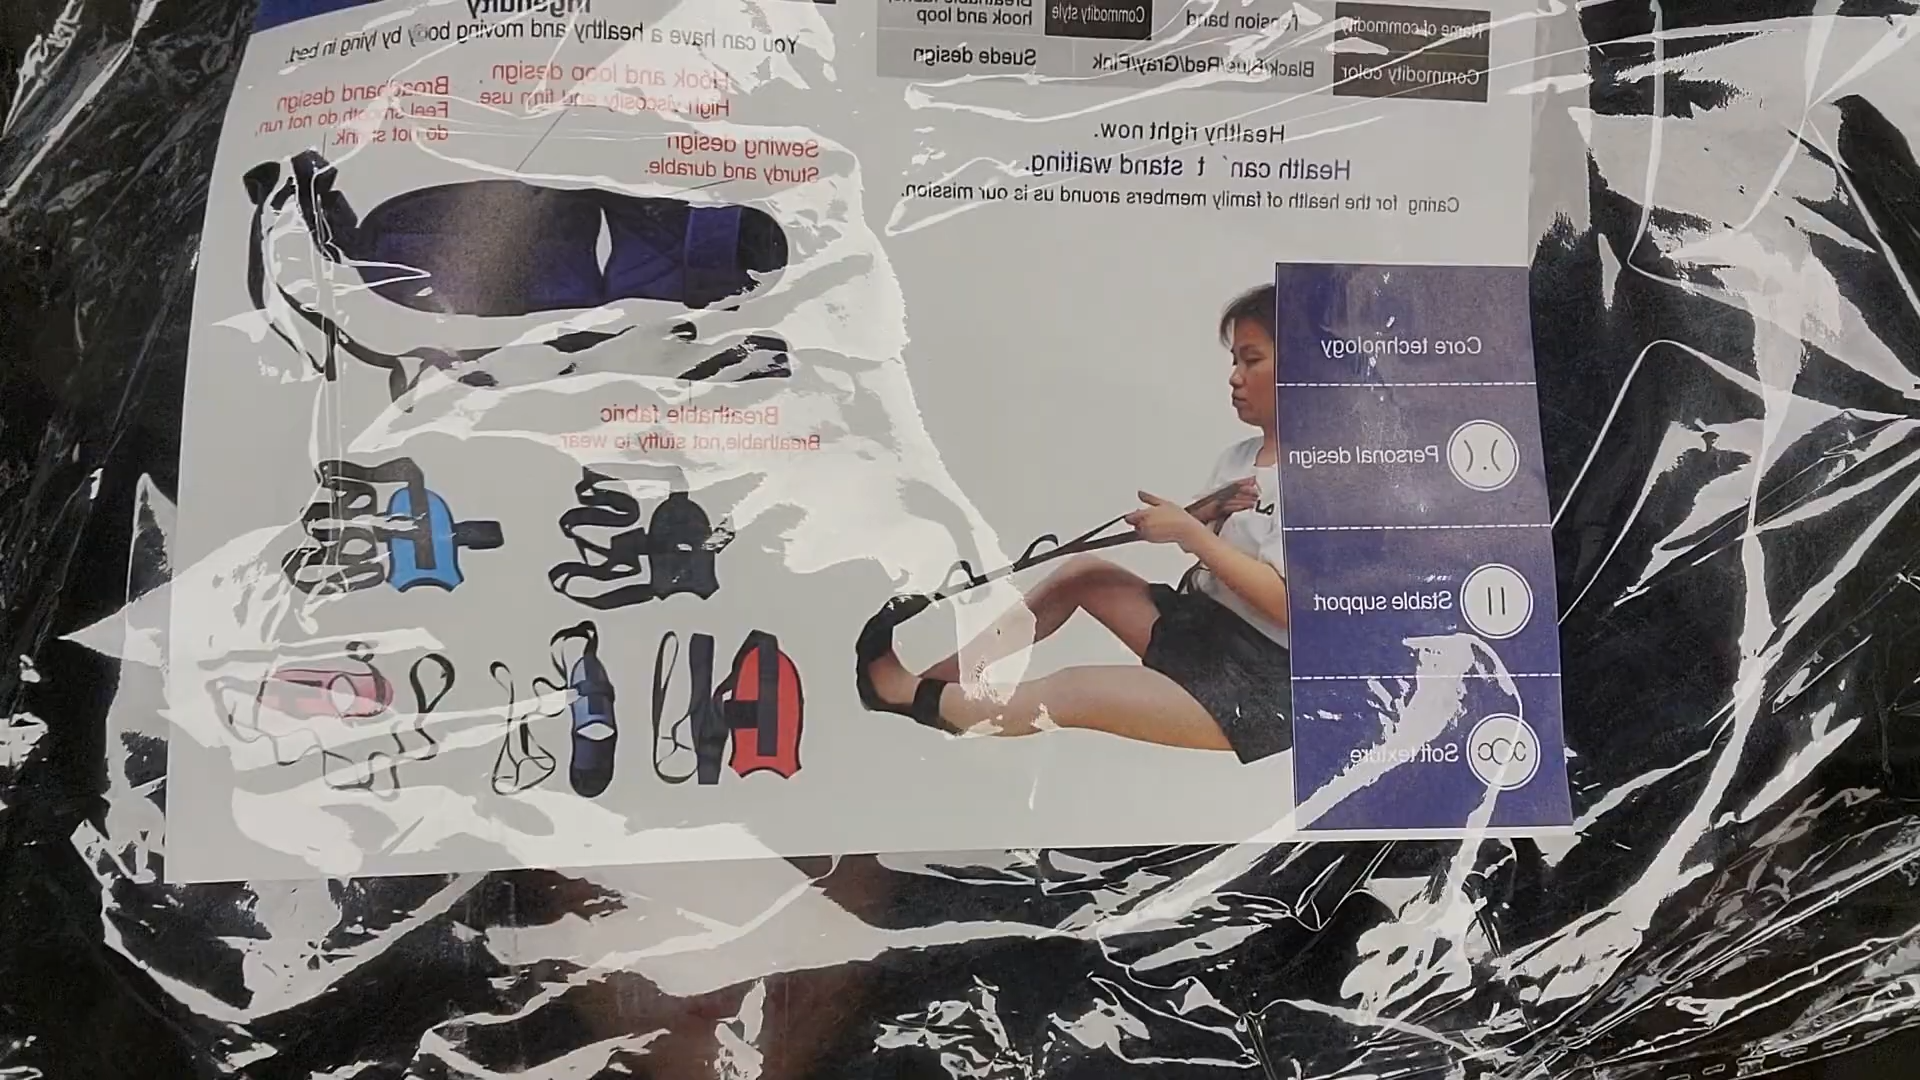 Ingenuity
You can have a healthy and moving body by lying in bed.
Hook and loop design
High viscosity and firm use
Broadband design
Feel smooth, do not run,
do not shrink.
Sewing design
Sturdy and durable.
Breathable fabric
Breathable,not stuffy to wear
Name of commodity
Tension band
Commodity style
hook and loop
Commodity color
Black/Blue/Red/Gray/Pink
Suede design
Healthy right now.
Health can't stand waiting.
Caring for the health of family members around us is our mission.
Core technology
Personal design
Stable support
Soft texture